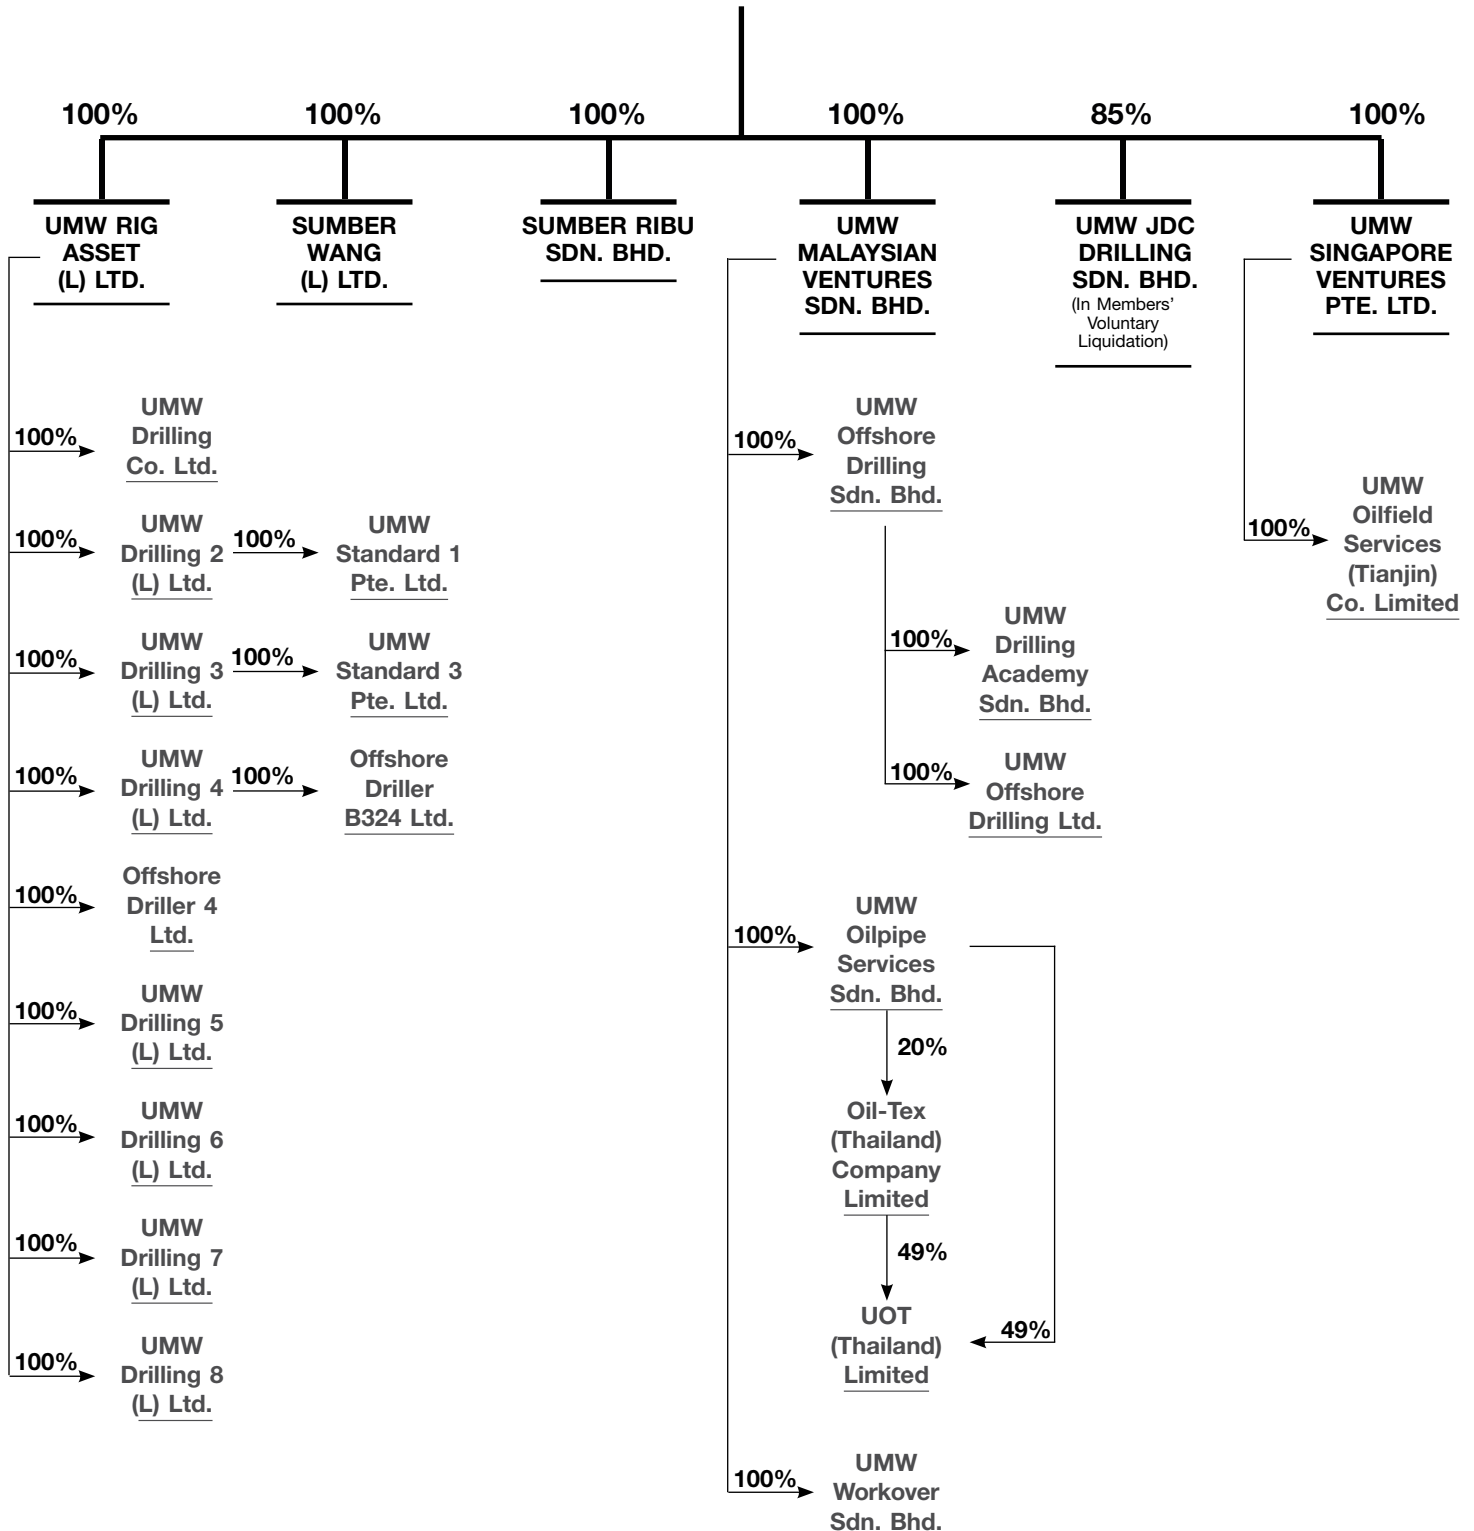 100%
100%
100%
100%
85%
100%
UMW RIG
ASSET
(L) LTD.
SUMBER
WANG
(L) LTD.
SUMBER RIBU
SDN. BHD.
UMW
MALAYSIAN
VENTURES
SDN. BHD.
UMW JDC
DRILLING
SDN. BHD.
(In Members'
Voluntary
Liquidation)
UMW
SINGAPORE
VENTURES
PTE. LTD.
100%
UMW
Drilling
Co. Ltd.
100%
UMW
Drilling 2
(L) Ltd.
100%
UMW
Standard 1
Pte. Ltd.
100%
UMW
Drilling 3
(L) Ltd.
100%
UMW
Standard 3
Pte. Ltd.
100%
UMW
Drilling 4
(L) Ltd.
100%
Offshore
Driller
B324 Ltd.
100%
Offshore
Driller 4
Ltd.
100%
UMW
Drilling 5
(L) Ltd.
100%
UMW
Drilling 6
(L) Ltd.
100%
UMW
Drilling 7
(L) Ltd.
100%
UMW
Drilling 8
(L) Ltd.
100%
UMW
Offshore
Drilling
Sdn. Bhd.
100%
UMW
Drilling
Academy
Sdn. Bhd.
100%
UMW
Offshore
Drilling Ltd.
100%
UMW
Oilpipe
Services
Sdn. Bhd.
20%
Oil-Tex
(Thailand)
Company
Limited
49%
UOT
(Thailand)
Limited
49%
100%
UMW
Workover
Sdn. Bhd.
100%
UMW
Oilfield
Services
(Tianjin)
Co. Limited